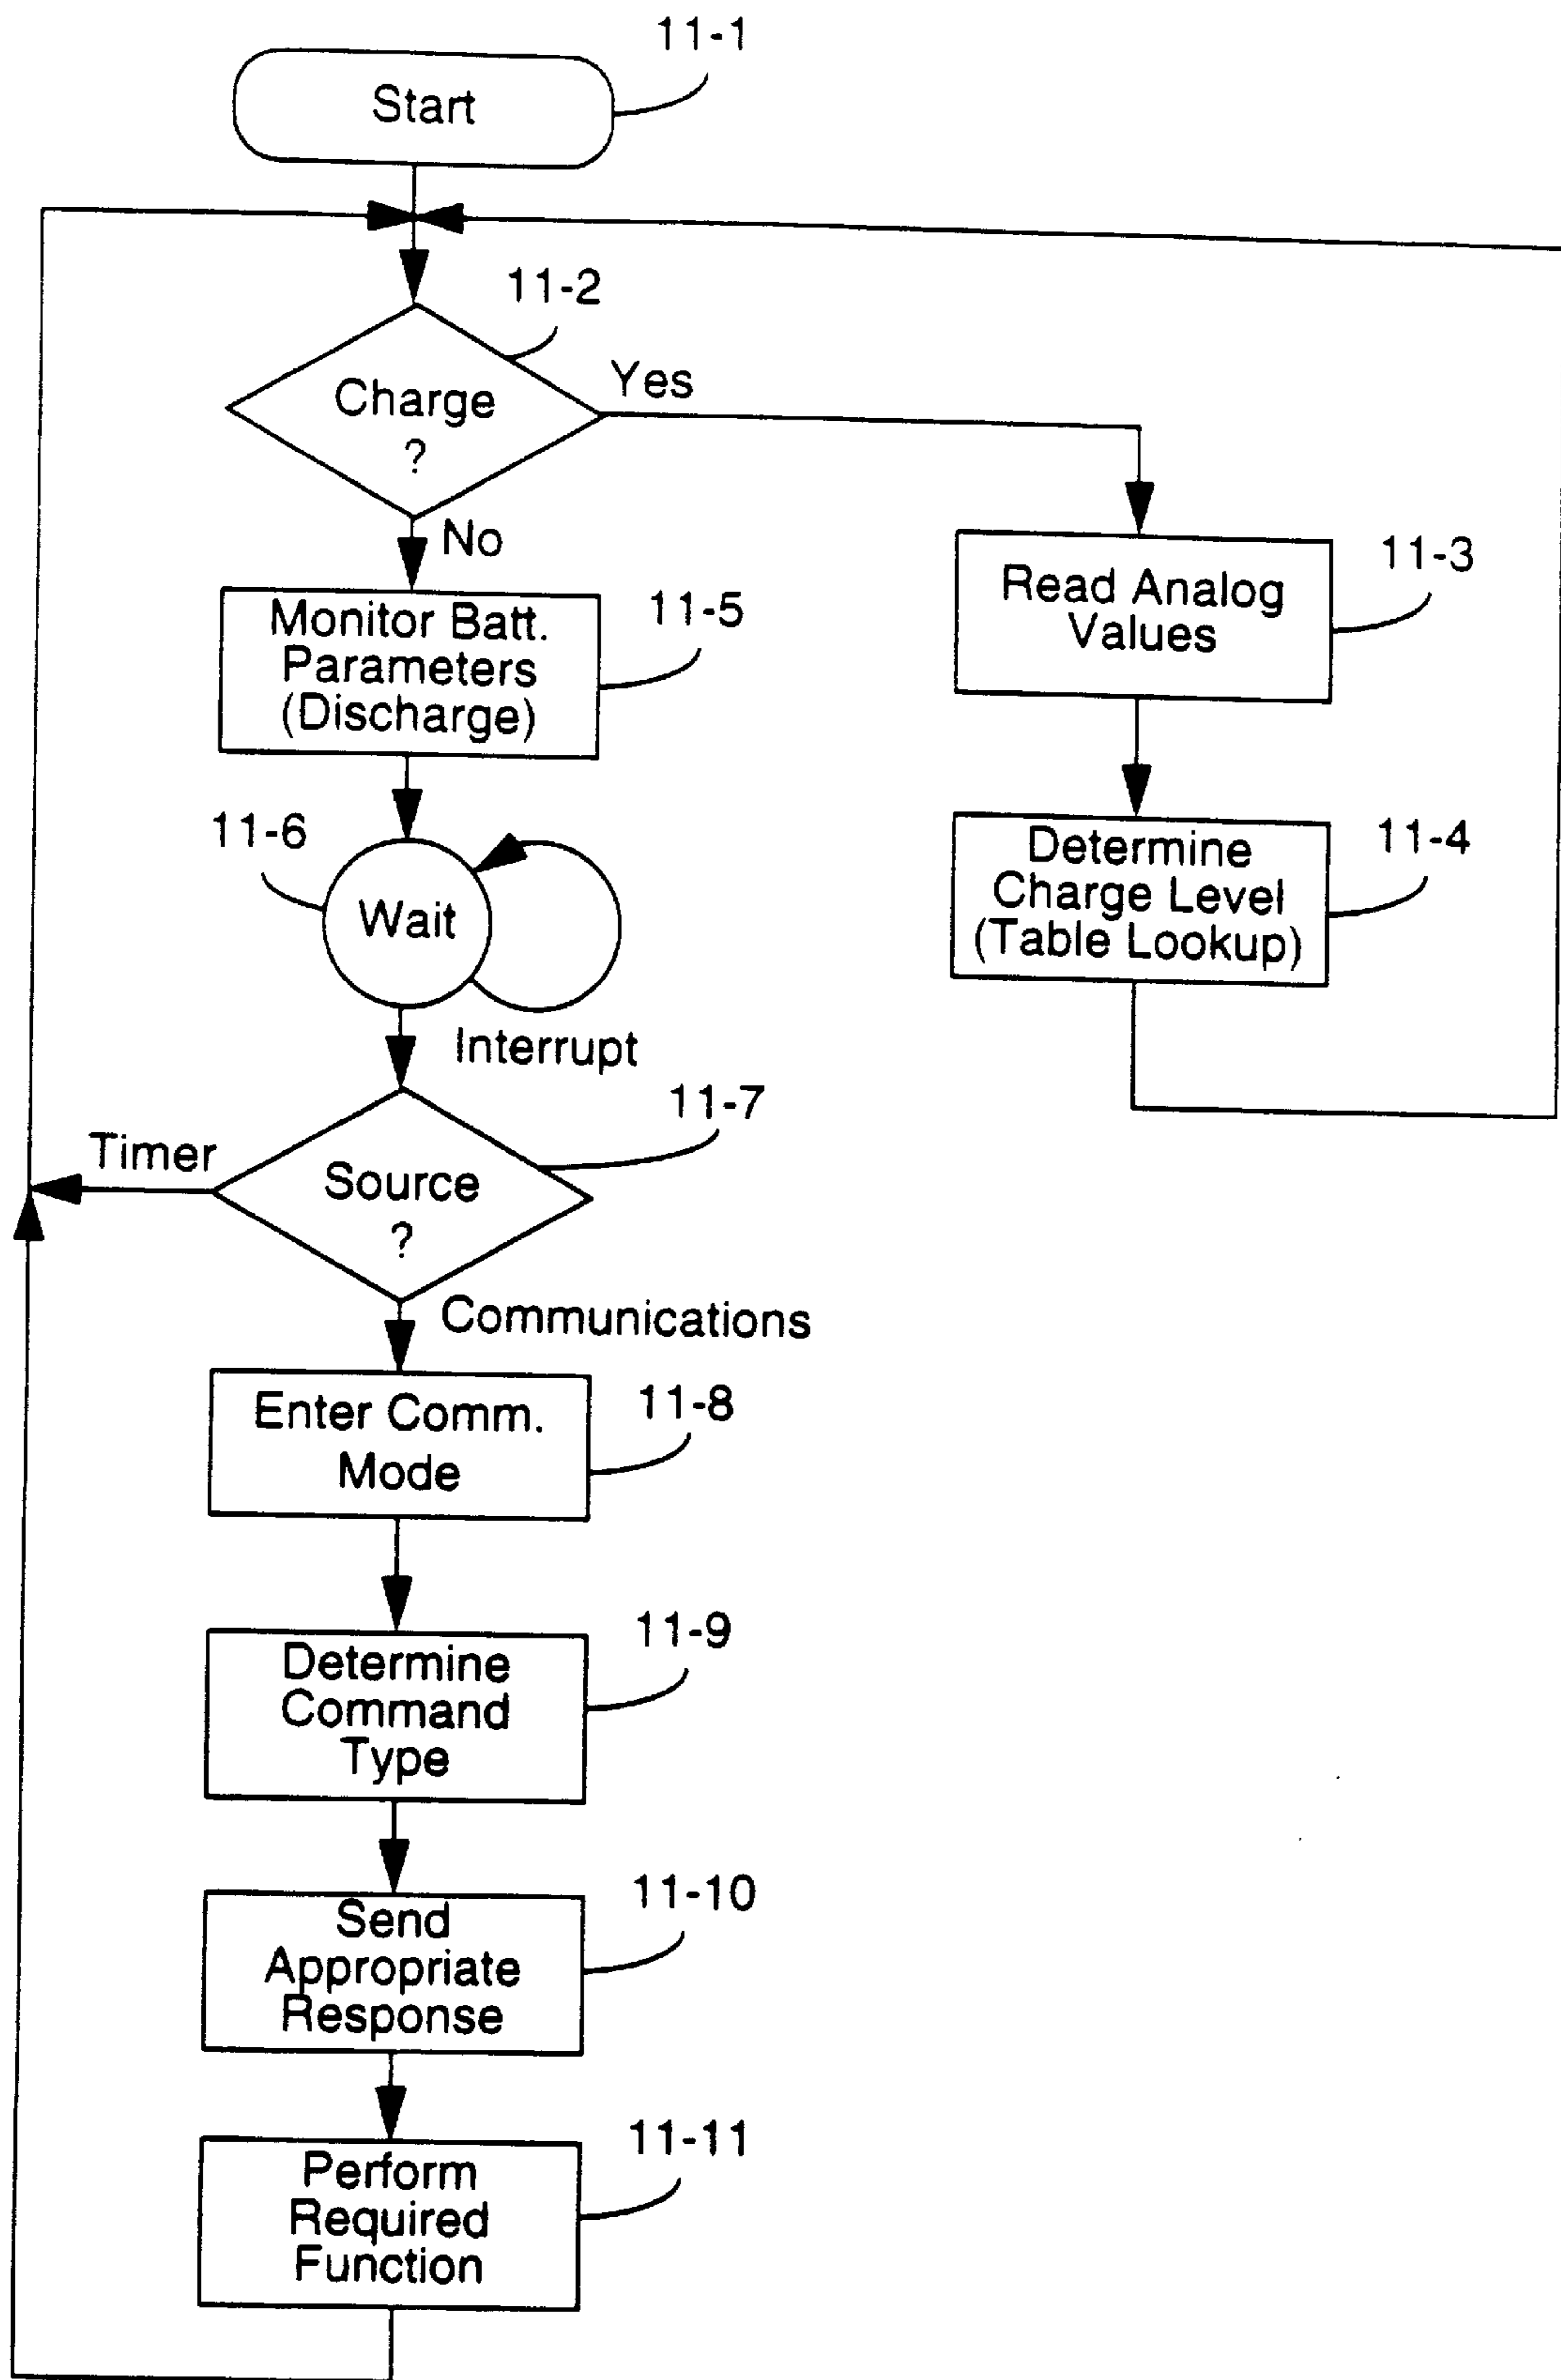 11-1
Start
11-2
Charge
?
Yes
No
11-3
Read Analog
Values
11-5
Monitor Batt.
Parameters
(Discharge)
11-4
Determine
Charge Level
(Table Lookup)
11-6
Wait
Interrupt
11-7
Timer
Source
?
Communications
11-8
Enter Comm.
Mode
11-9
Determine
Command
Type
11-10
Send
Appropriate
Response
11-11
Perform
Required
Function